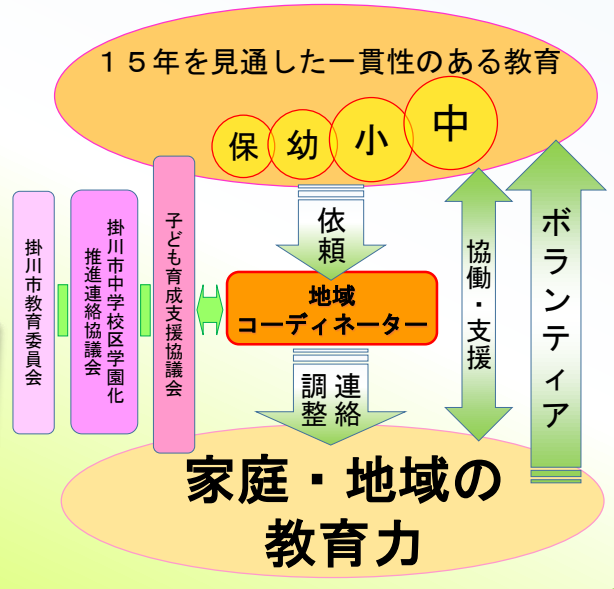 １５年を見通した一貫性のある教育
保
幼
小
中
依頼
地域
コーディネーター
連絡
調整
協働・支援
ボランティア
子ども育成支援協議会
掛川市中学校区学園化
推進連絡協議会
掛川市教育委員会
家庭・地域の
教育力